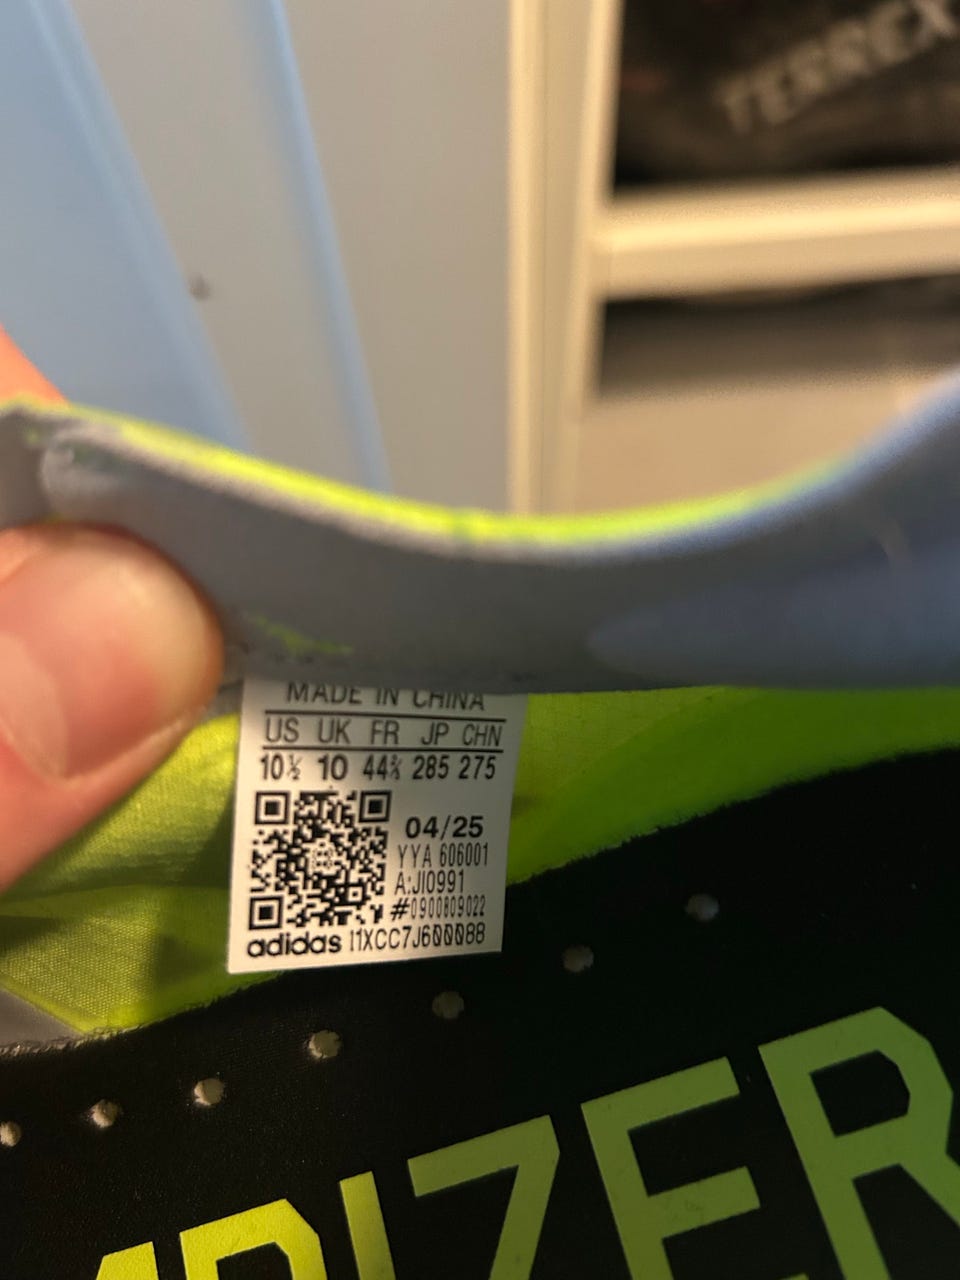 TERREX
MADE IN CHINA
US UK FR JP CHN
10½ 10 44⅔ 285 275
04/25
YYA 606001
A:JI0991
#0900809022
adidas I1XCC7J600088
DIZER